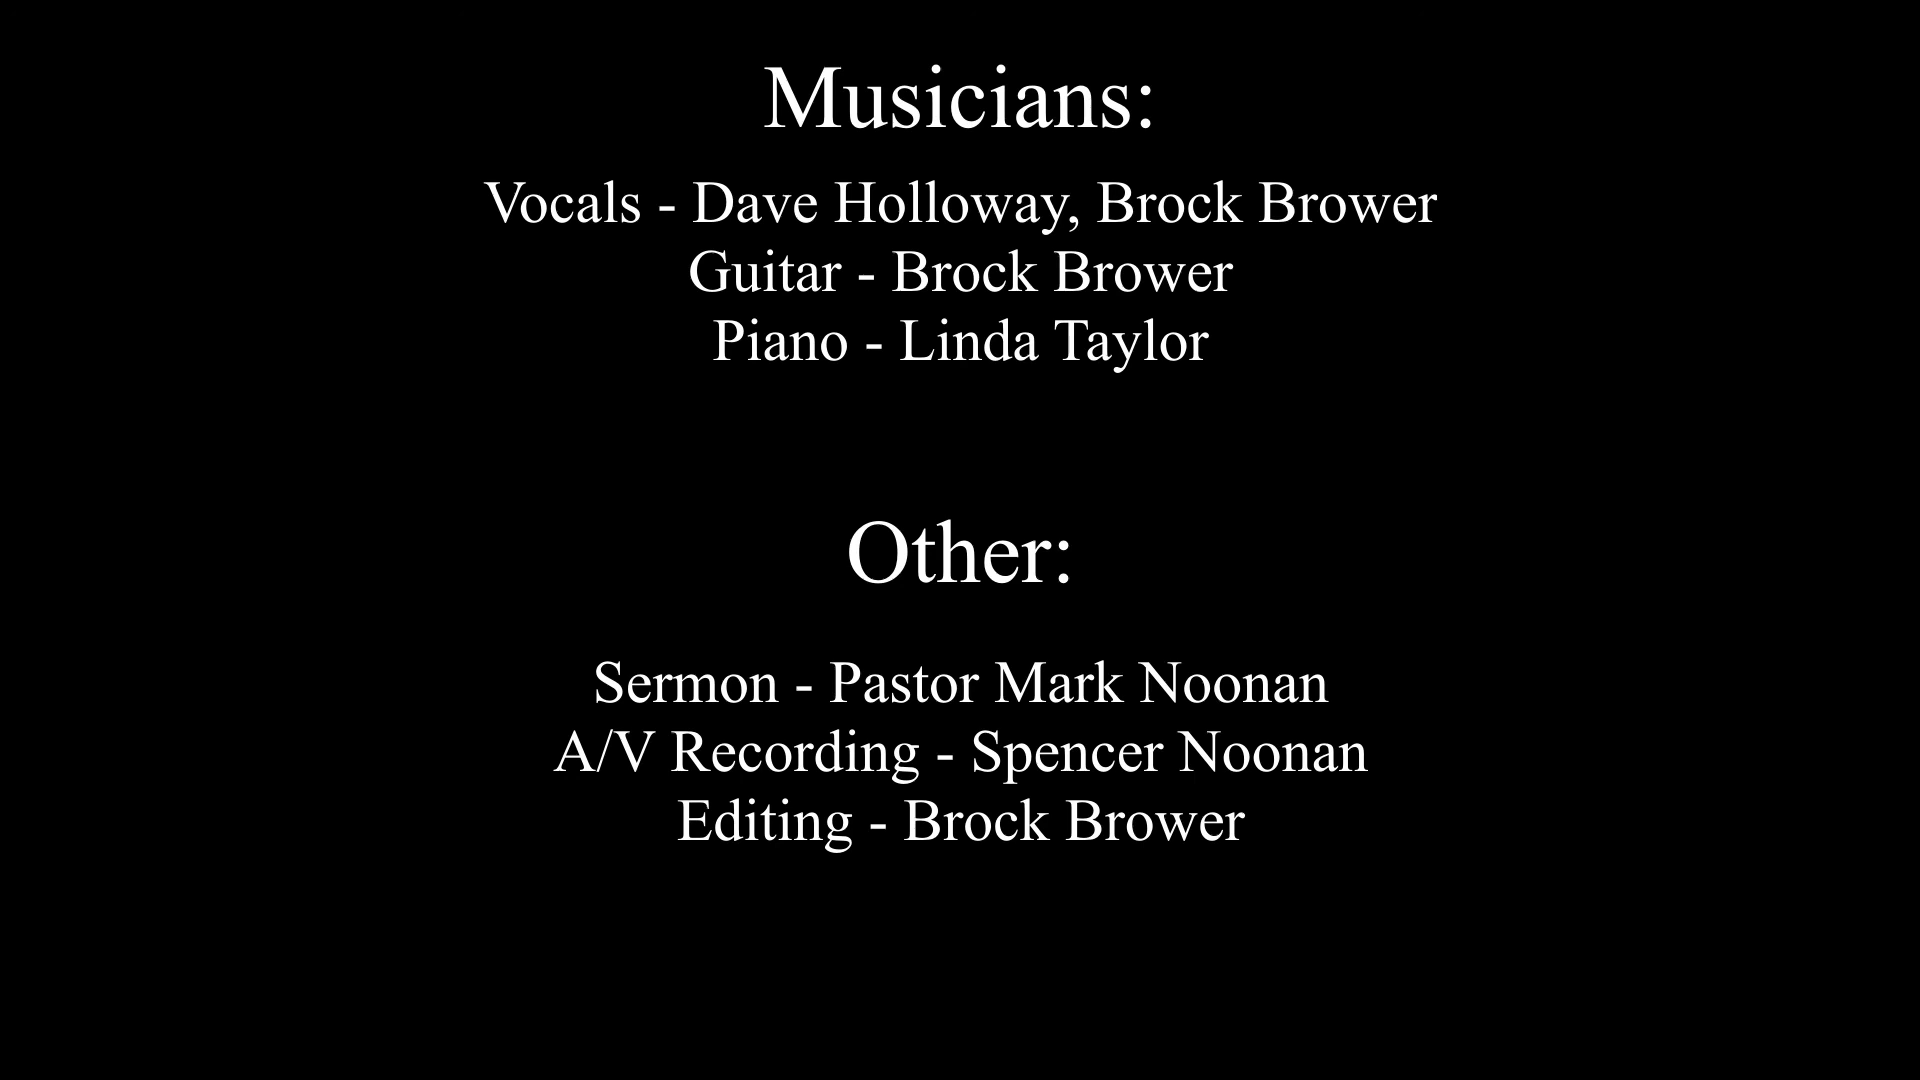 Musicians:
Vocals - Dave Holloway, Brock Brower
Guitar - Brock Brower
Piano - Linda Taylor
Other:
Sermon - Pastor Mark Noonan
A/V Recording - Spencer Noonan
Editing - Brock Brower